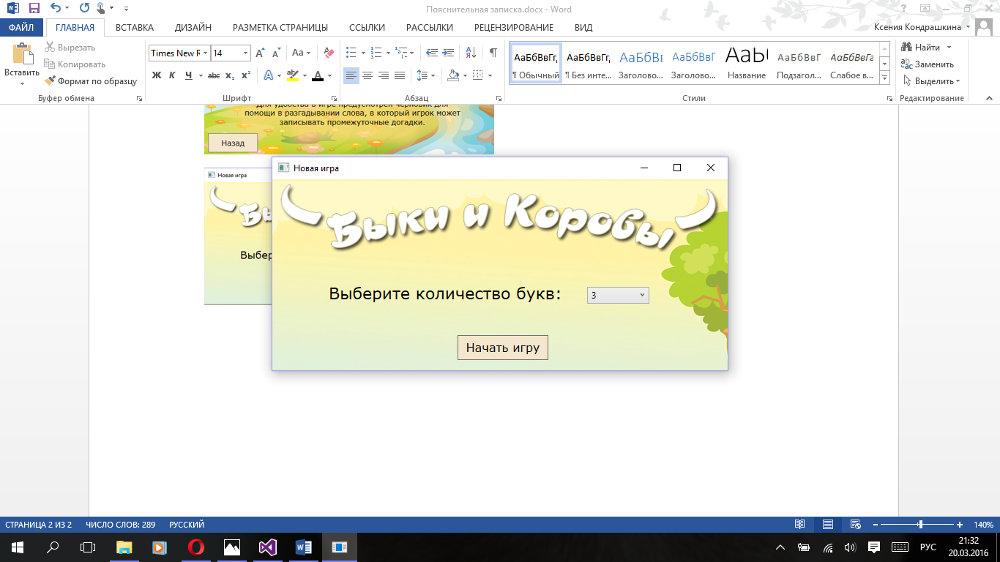 Пояснительная записка.docx - Word
ФАЙЛ ГЛАВНАЯ ВСТАВКА ДИЗАЙН РАЗМЕТКА СТРАНИЦЫ ССЫЛКИ РАССЫЛКИ РЕЦЕНЗИРОВАНИЕ ВИД
Ксения Кондрашкина
Вставить
Вырезать
Копировать
Формат по образцу
Буфер обмена
Times New R 14
Aa
Ж К Ч abc x₂ x² A ab A
Шрифт
Абзац
АаБбВвГг, АаБбВвГг, АаБбВв АаБбВвГ АаЬ АаБбВвГ АаБбВвГг
¶ Обычный ¶ Без инте... Заголово... Заголово... Название Подзагол... Слабое в...
Стили
Найти
Заменить
Выделить
Редактирование
Для удобства в игре предусмотрен черновик для
помощи в разгадывании слова, в который игрок может
записывать промежуточные догадки.
Назад
Новая игра
Бы
Выбер
Новая игра
Быки и Коровы
Выберите количество букв: 3
Начать игру
СТРАНИЦА 2 ИЗ 2 ЧИСЛО СЛОВ: 289 РУССКИЙ
140%
РУС
21:32
20.03.2016